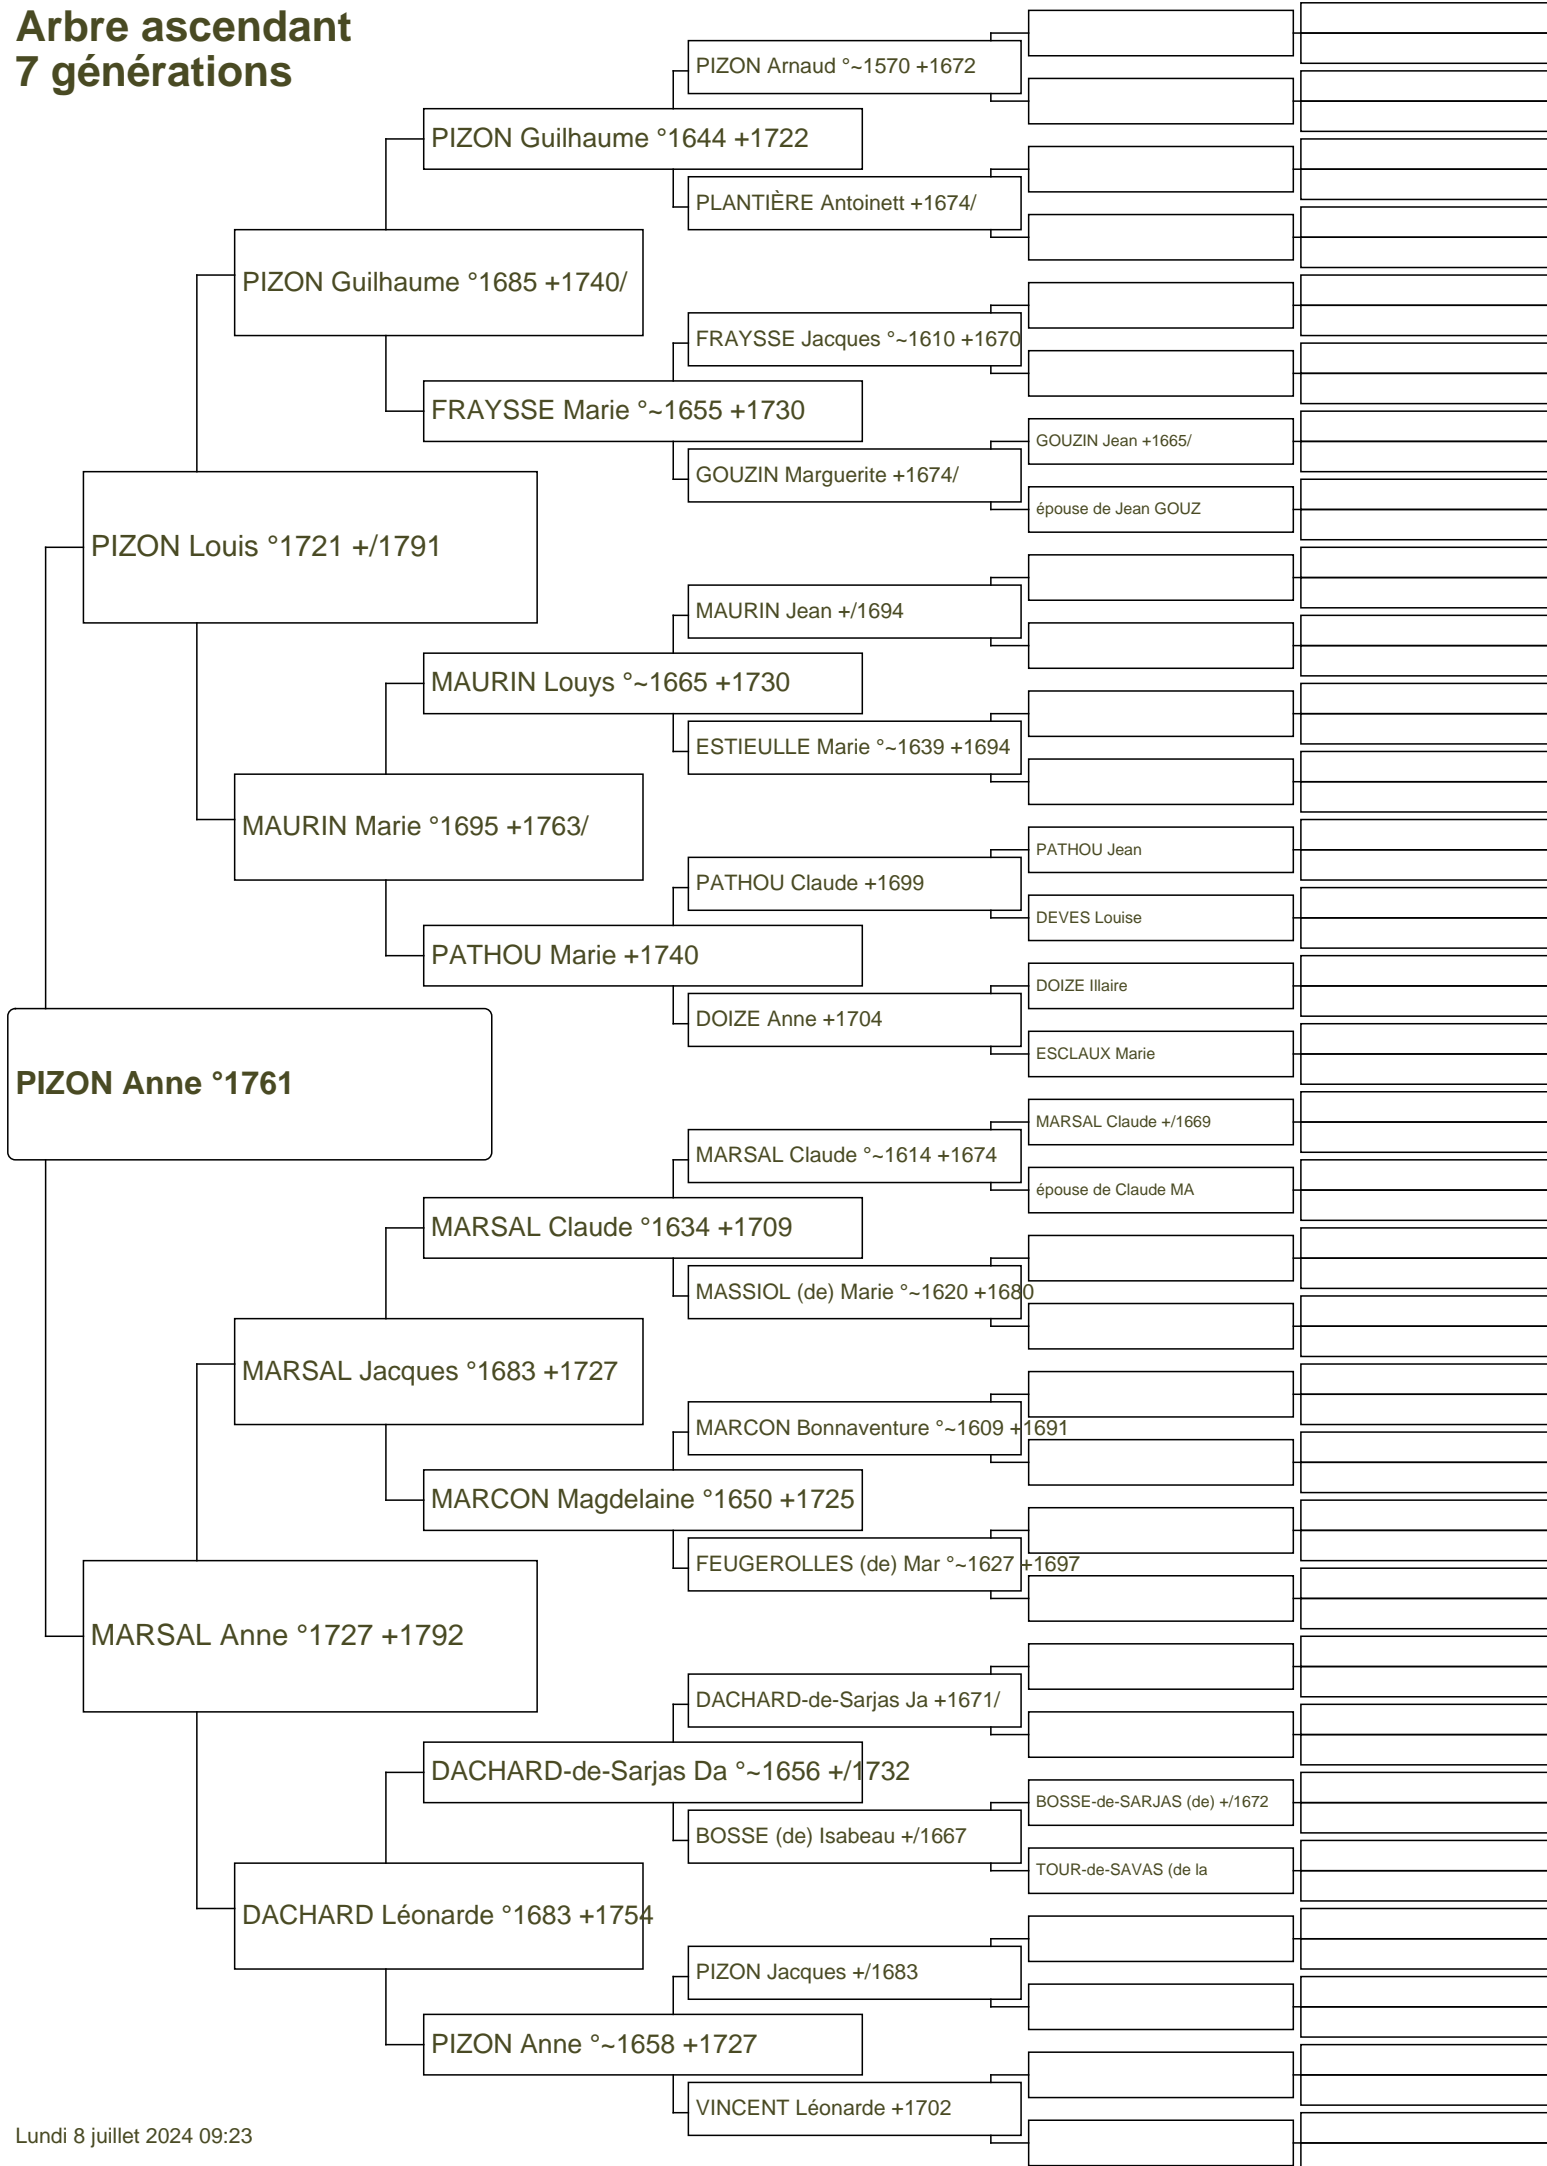 Arbre ascendant
7 générations
PIZON Arnaud °~1570 +1672
PIZON Guilhaume °1644 +1722
PLANTIÈRE Antoinett +1674/
PIZON Guilhaume °1685 +1740/
FRAYSSE Jacques °~1610 +1670
FRAYSSE Marie °~1655 +1730
GOUZIN Jean +1665/
GOUZIN Marguerite +1674/
épouse de Jean GOUZ
PIZON Louis °1721 +/1791
MAURIN Jean +/1694
MAURIN Louys °~1665 +1730
ESTIEULLE Marie °~1639 +1694
MAURIN Marie °1695 +1763/
PATHOU Jean
PATHOU Claude +1699
DEVES Louise
PATHOU Marie +1740
DOIZE Illaire
DOIZE Anne +1704
ESCLAUX Marie
PIZON Anne °1761
MARSAL Claude +/1669
MARSAL Claude °~1614 +1674
épouse de Claude MA
MARSAL Claude °1634 +1709
MASSIOL (de) Marie °~1620 +1680
MARSAL Jacques °1683 +1727
MARCON Bonnaventure °~1609 +1691
MARCON Magdelaine °1650 +1725
FEUGEROLLES (de) Mar °~1627 +1697
MARSAL Anne °1727 +1792
DACHARD-de-Sarjas Ja +1671/
DACHARD-de-Sarjas Da °~1656 +/1732
BOSSE-de-SARJAS (de) +/1672
BOSSE (de) Isabeau +/1667
TOUR-de-SAVAS (de la
DACHARD Léonarde °1683 +1754
PIZON Jacques +/1683
PIZON Anne °~1658 +1727
VINCENT Léonarde +1702
Lundi 8 juillet 2024 09:23